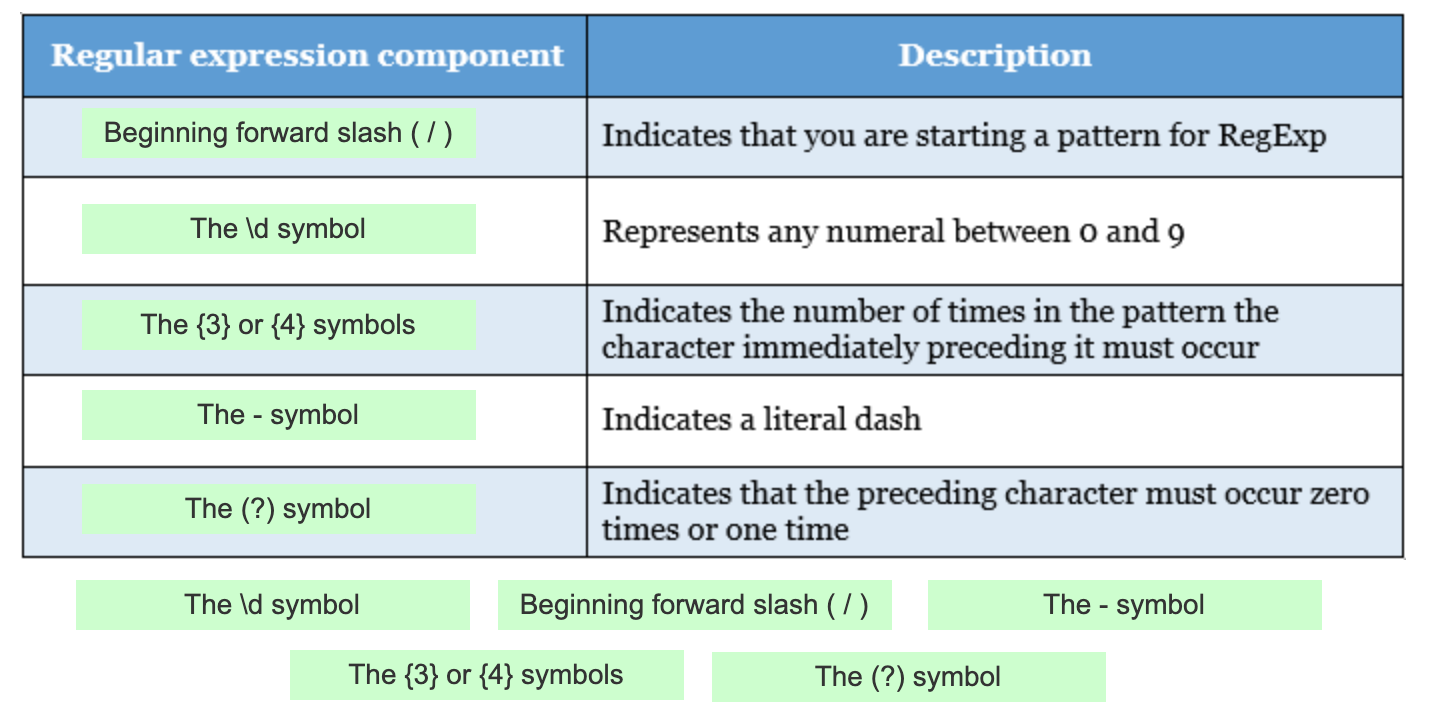 Regular expression component
Description
Beginning forward slash ( / )
Indicates that you are starting a pattern for RegExp
The \d symbol
Represents any numeral between 0 and 9
The {3} or {4} symbols
Indicates the number of times in the pattern the
character immediately preceding it must occur
The - symbol
Indicates a literal dash
The (?) symbol
Indicates that the preceding character must occur zero
times or one time
The \d symbol
Beginning forward slash ( / )
The - symbol
The {3} or {4} symbols
The (?) symbol